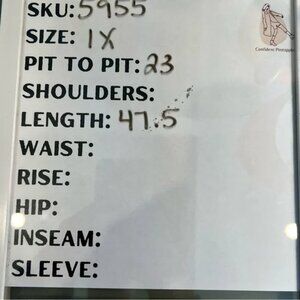 SKU: 5955
SIZE: 1X
PIT TO PIT: 23
SHOULDERS:
LENGTH: 47.5
WAIST:
RISE:
HIP:
INSEAM:
SLEEVE:
Confident Pineapple